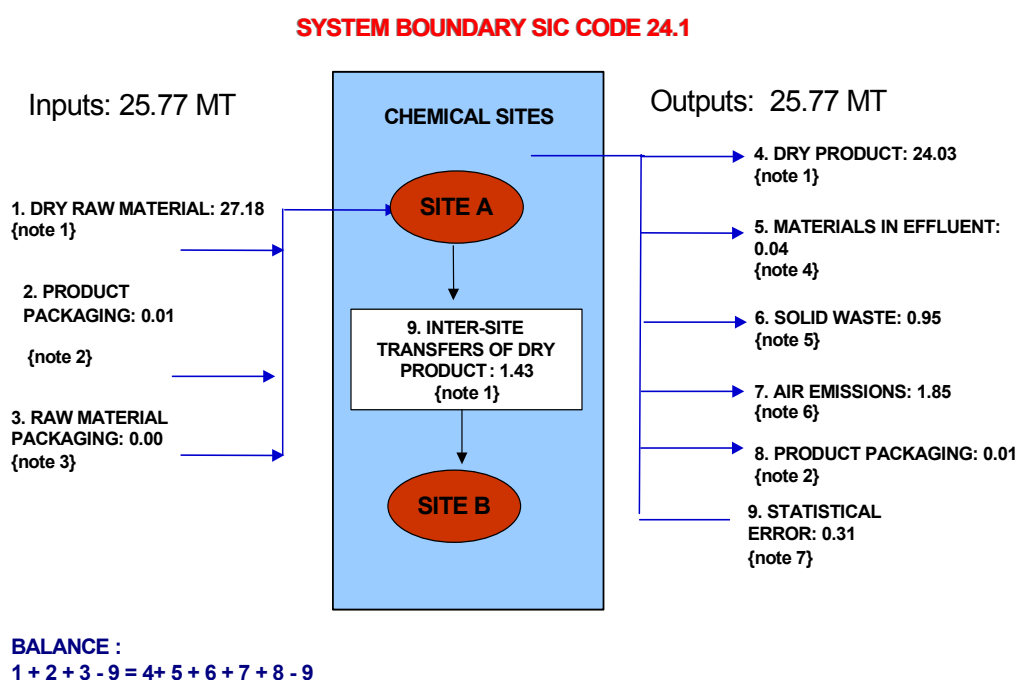 SYSTEM BOUNDARY SIC CODE 24.1
Inputs: 25.77 MT
1. DRY RAW MATERIAL: 27.18
{note 1}
2. PRODUCT
PACKAGING: 0.01
{note 2}
3. RAW MATERIAL
PACKAGING: 0.00
{note 3}
CHEMICAL SITES
SITE A
9. INTER-SITE
TRANSFERS OF DRY
PRODUCT : 1.43
{note 1}
SITE B
Outputs: 25.77 MT
4. DRY PRODUCT: 24.03
{note 1}
5. MATERIALS IN EFFLUENT:
0.04
{note 4}
6. SOLID WASTE: 0.95
{note 5}
7. AIR EMISSIONS: 1.85
{note 6}
8. PRODUCT PACKAGING: 0.01
{note 2}
9. STATISTICAL
ERROR: 0.31
{note 7}
BALANCE :
1 + 2 + 3 - 9 = 4+ 5 + 6 + 7 + 8 - 9